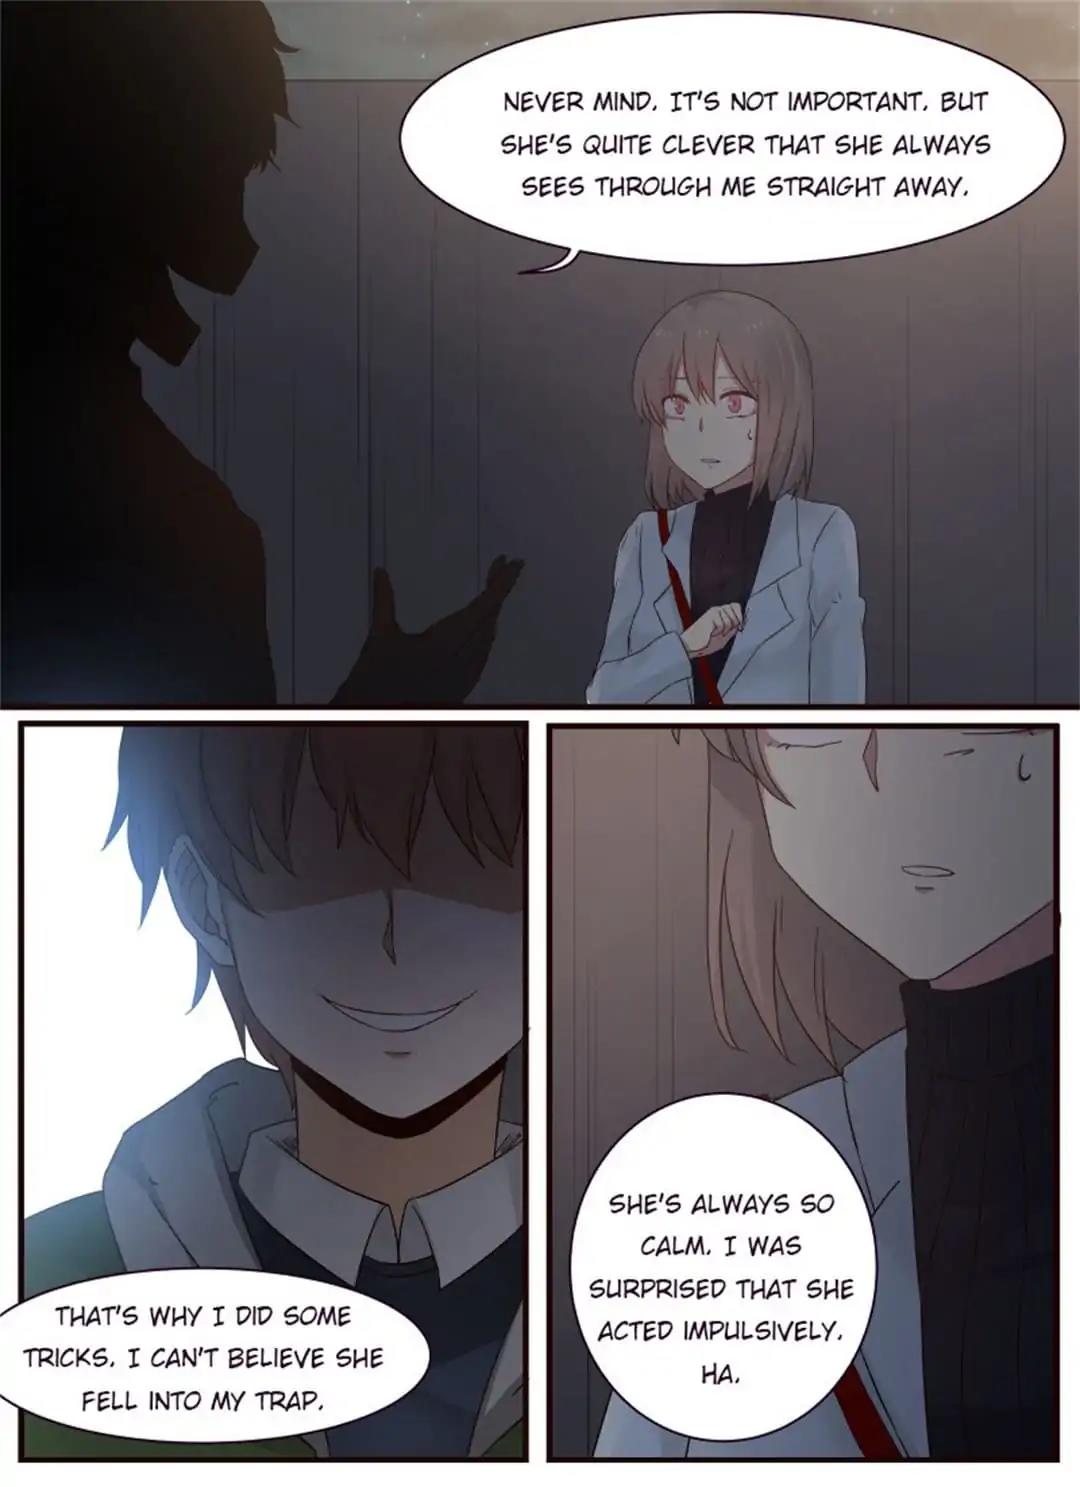 NEVER MIND. IT'S NOT IMPORTANT. BUT
SHE'S QUITE CLEVER THAT SHE ALWAYS
SEES THROUGH ME STRAIGHT AWAY.
THAT'S WHY I DID SOME
TRICKS. I CAN'T BELIEVE SHE
FELL INTO MY TRAP.
SHE'S ALWAYS SO
CALM. I WAS
SURPRISED THAT SHE
ACTED IMPULSIVELY.
HA.